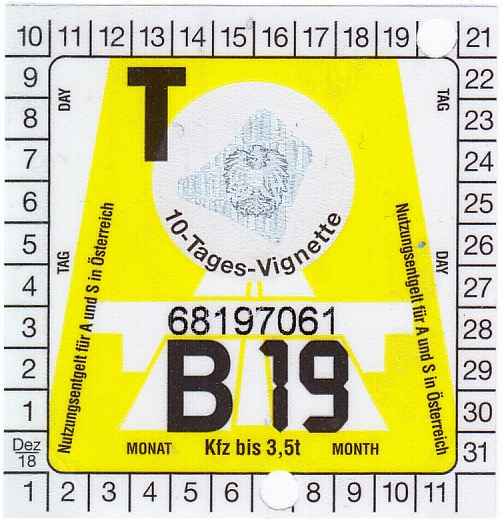 10 11 12 13 14 15 16 17 18 19 21
9 22
8 23
7 24
6 25
5 26
4 27
3 28
2 29
1 30
Dez
18
31
1 2 3 4 5 6 8 9 10 11
DAY
TAG
T
10-Tages-Vignette
TAG
DAY
Nutzungsentgelt für A und S in Österreich
Nutzungsentgelt für A und S in Österreich
68197061
B 19
MONAT Kfz bis 3,5t MONTH